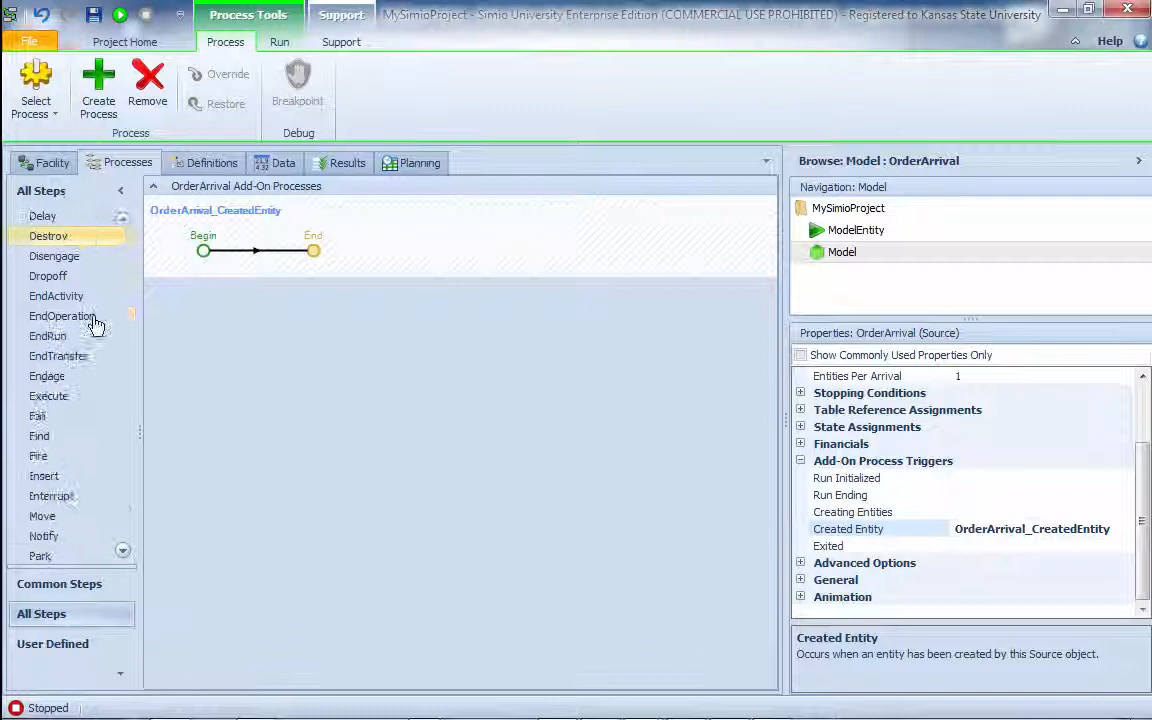 Process Tools
Support
MySimioProject - Simio University Enterprise Edition (COMMERCIAL USE PROHIBITED) - Registered to Kansas State University
File
Project Home
Process
Run
Support
Help
Select Process
Create Process
Remove
Override
Restore
Breakpoint
Process
Debug
Facility
Processes
Definitions
Data
Results
Planning
All Steps
Delay
Destroy
Disengage
Dropoff
EndActivity
EndOperation
EndRun
EndTransfer
Engage
Execute
Fail
Find
Fire
Insert
Interrupt
Move
Notify
Park
Common Steps
All Steps
User Defined
OrderArrival Add-On Processes
OrderArrival_CreatedEntity
Begin
End
Browse: Model : OrderArrival
Navigation: Model
MySimioProject
ModelEntity
Model
Properties: OrderArrival (Source)
Show Commonly Used Properties Only
Entities Per Arrival 1
Stopping Conditions
Table Reference Assignments
State Assignments
Financials
Add-On Process Triggers
Run Initialized
Run Ending
Creating Entities
Created Entity OrderArrival_CreatedEntity
Exited
Advanced Options
General
Animation
Created Entity
Occurs when an entity has been created by this Source object.
Stopped